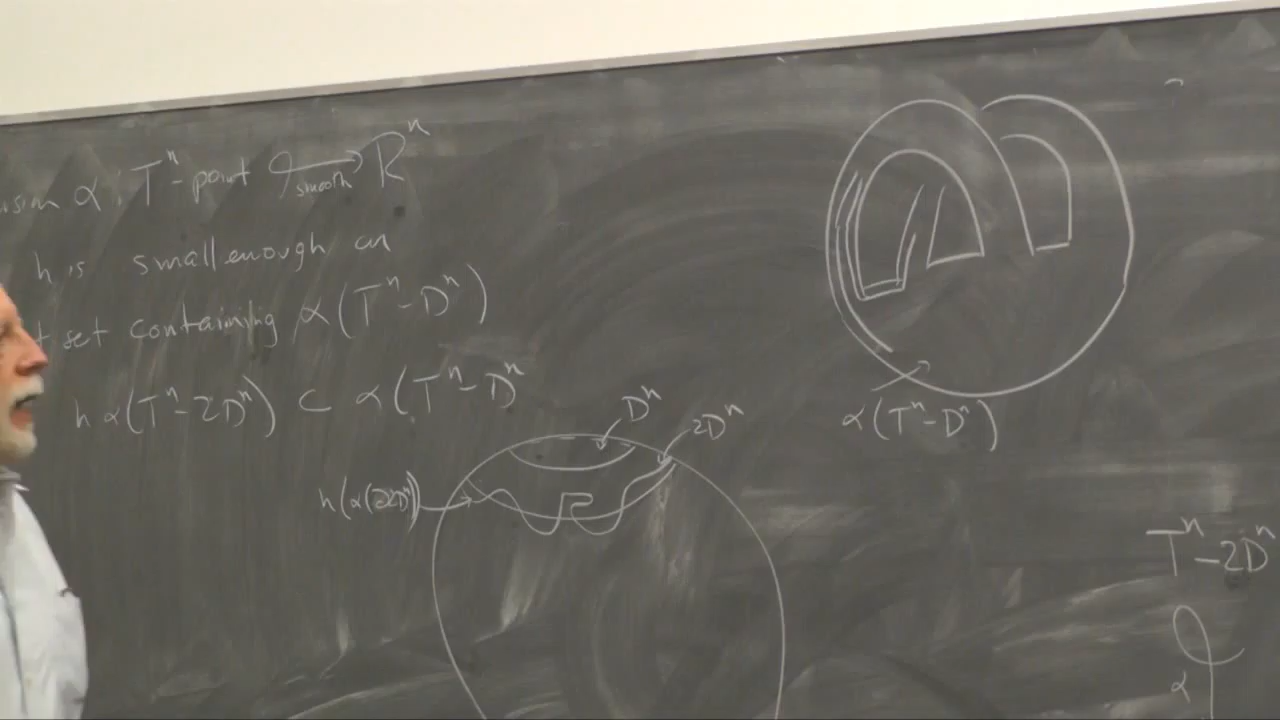 α : Tⁿ-point ⟶ Rⁿ
smooth
h is small enough on
set containing α(Tⁿ-Dⁿ)
hα(Tⁿ-2Dⁿ) ⊂ α(Tⁿ-Dⁿ
Dⁿ
2Dⁿ
h(α(∂2Dⁿ))
α(Tⁿ-Dⁿ)
Tⁿ-2Dⁿ
α